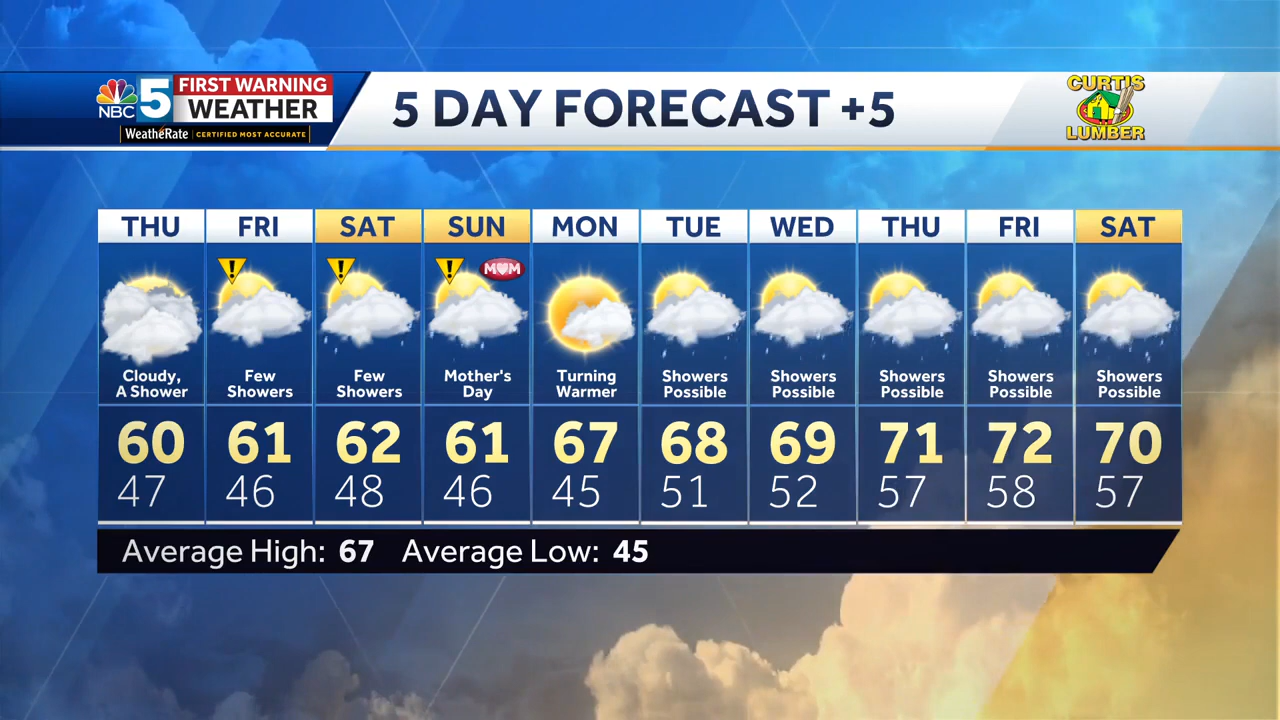 NBC 5 FIRST WARNING WEATHER
WeatheRate CERTIFIED MOST ACCURATE
5 DAY FORECAST +5
CURTIS
LUMBER
THU FRI SAT SUN MON TUE WED THU FRI SAT
! ! ! MOM
Cloudy, Few Few Mother's Turning Showers Showers Showers Showers Showers
A Shower Showers Showers Day Warmer Possible Possible Possible Possible Possible
60 61 62 61 67 68 69 71 72 70
47 46 48 46 45 51 52 57 58 57
Average High: 67 Average Low: 45